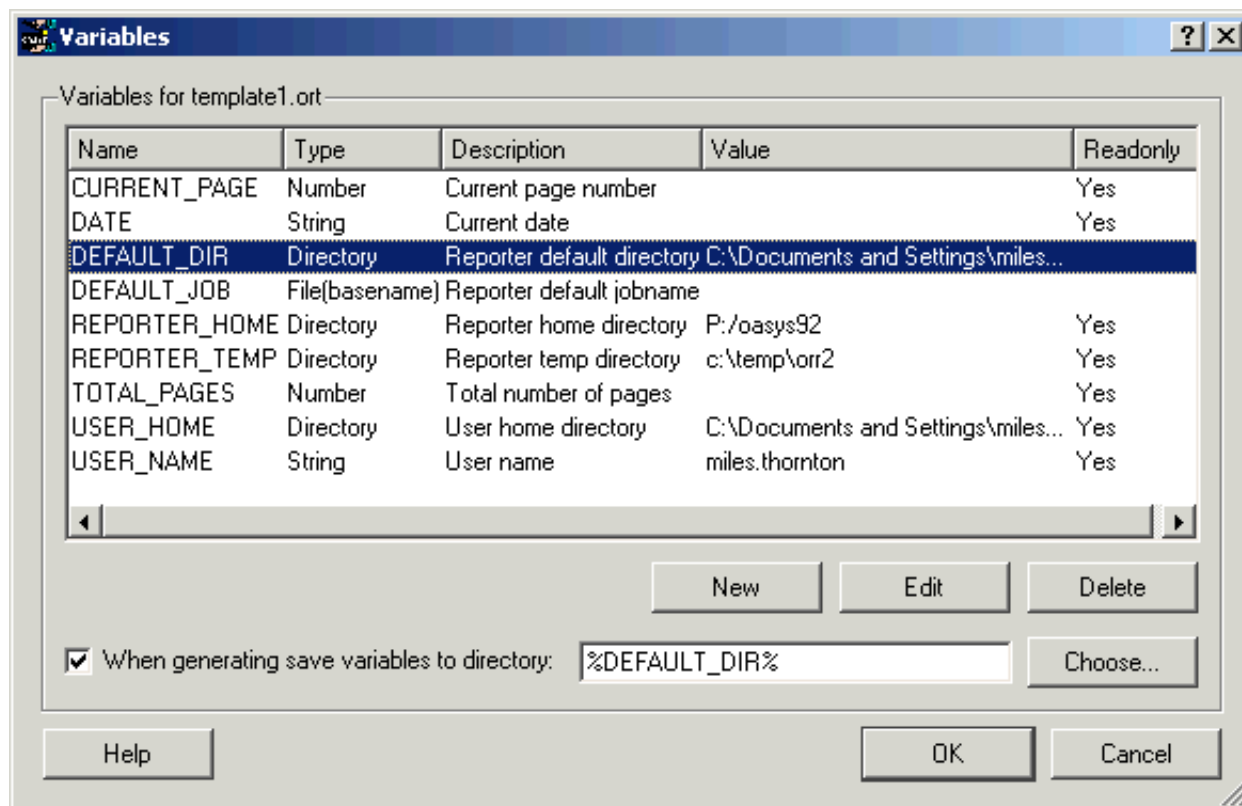 Variables
Variables for template1.ort
Name Type Description Value Readonly
CURRENT_PAGE Number Current page number Yes
DATE String Current date Yes
DEFAULT_DIR Directory Reporter default directory C:\Documents and Settings\miles...
DEFAULT_JOB File(basename) Reporter default jobname
REPORTER_HOME Directory Reporter home directory P:/oasys92 Yes
REPORTER_TEMP Directory Reporter temp directory c:\temp\orr2 Yes
TOTAL_PAGES Number Total number of pages Yes
USER_HOME Directory User home directory C:\Documents and Settings\miles... Yes
USER_NAME String User name miles.thornton Yes
New Edit Delete
When generating save variables to directory: %DEFAULT_DIR% Choose...
Help OK Cancel